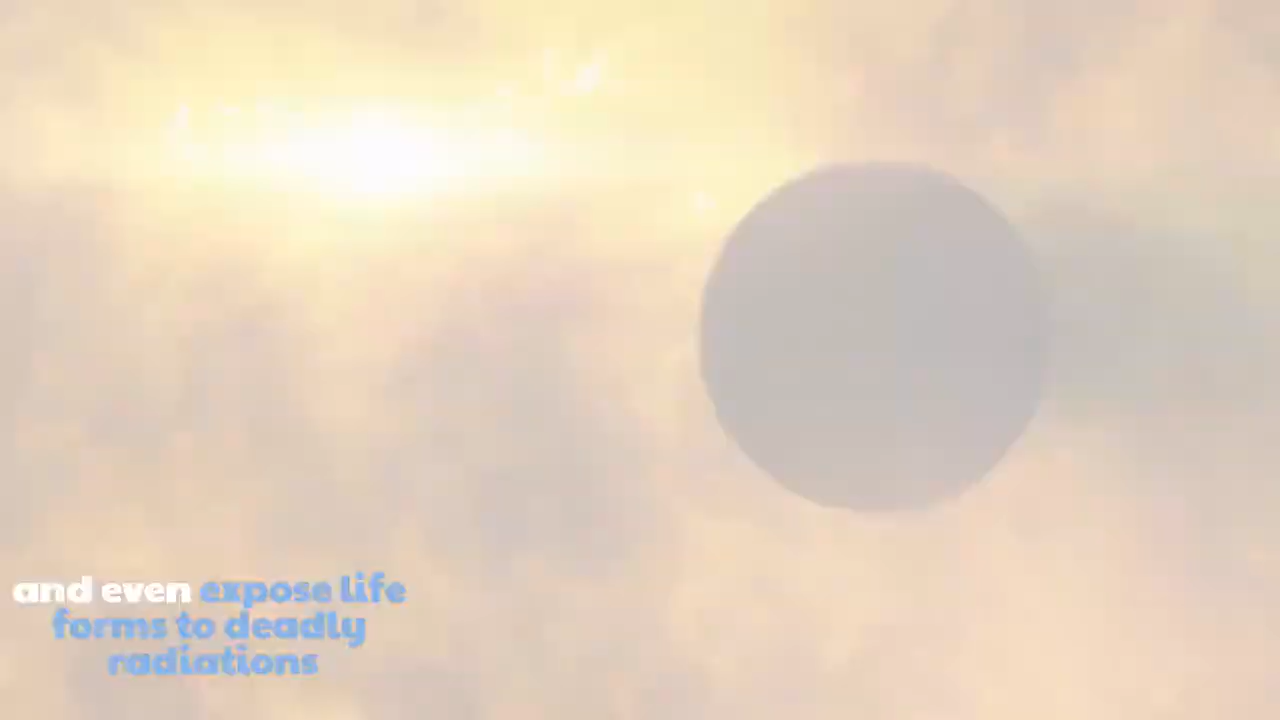 and even expose life
forms to deadly
radiations